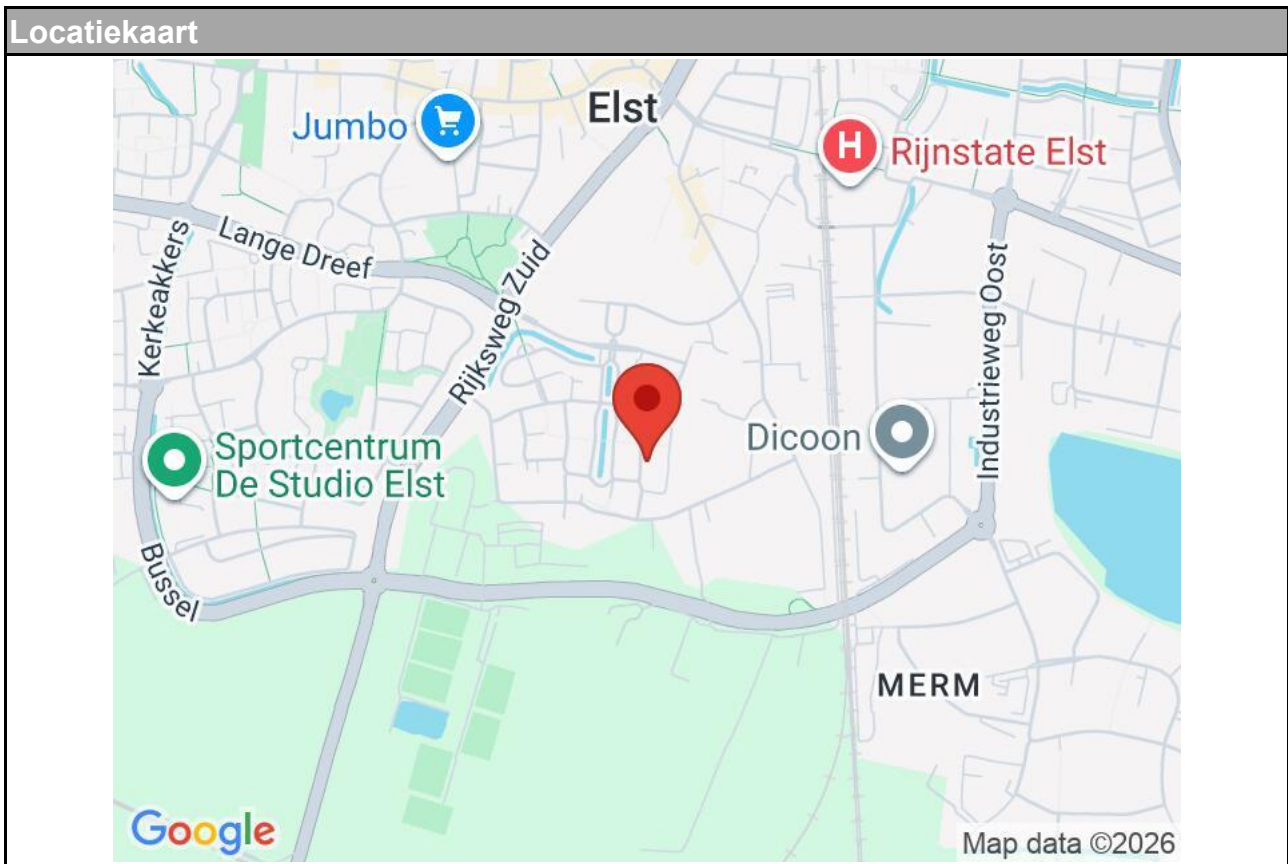 Locatiekaart
Elst
Jumbo
Rijnstate Elst
Lange Dreef
Kerkeakkers
Rijksweg Zuid
Industrieweg Oost
Dicoon
Sportcentrum
De Studio Elst
Bussel
MERM
Google
Map data ©2026